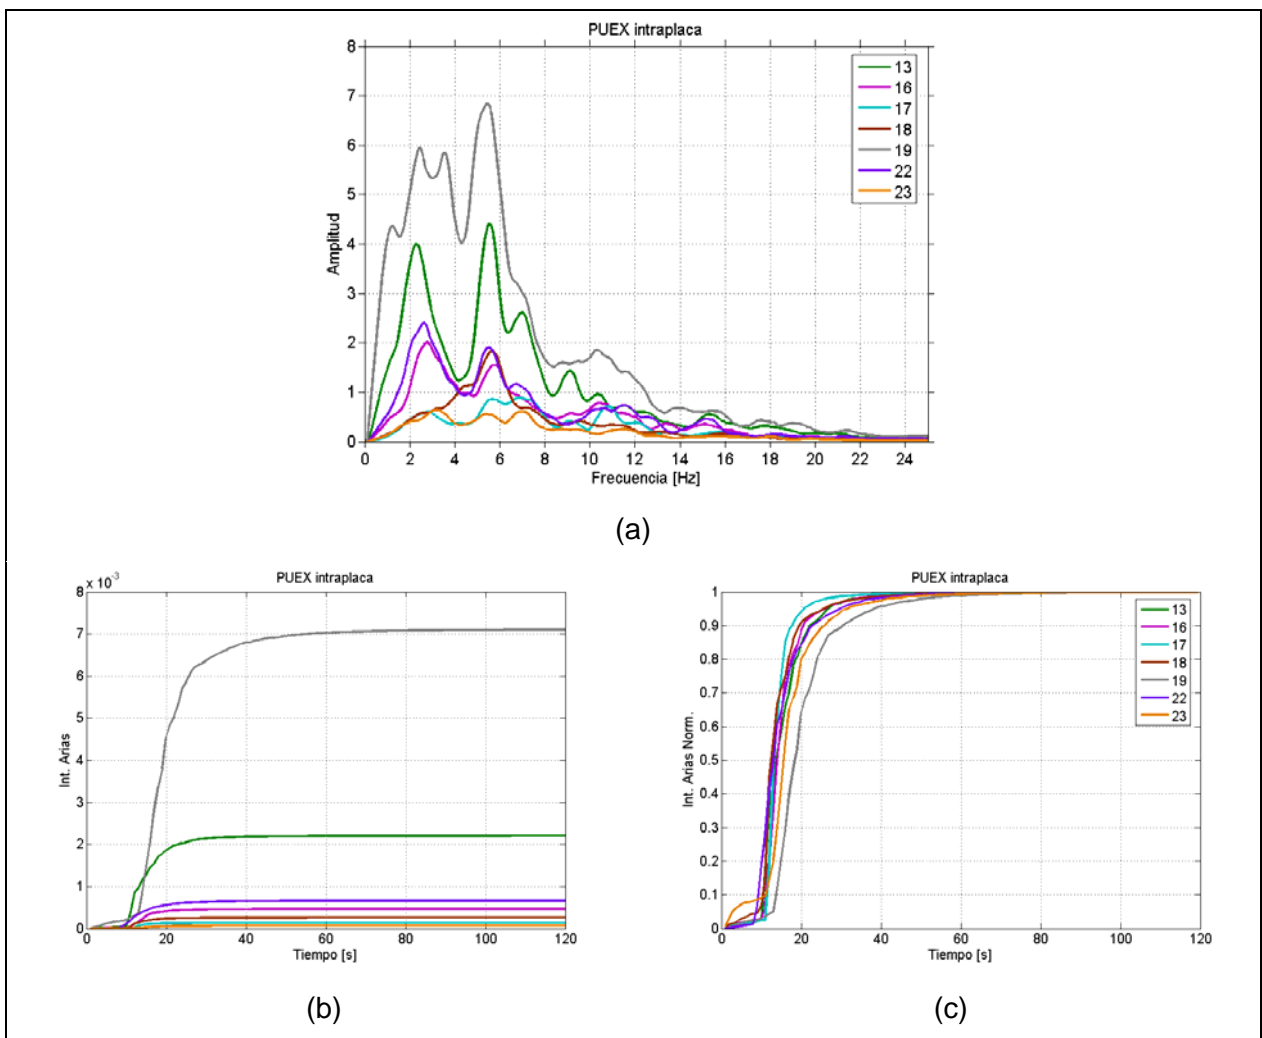 PUEX intraplaca
8
7
6
5
4
3
2
1
0
Amplitud
0 2 4 6 8 10 12 14 16 18 20 22 24
Frecuencia [Hz]
13
16
17
18
19
22
23
(a)
PUEX intraplaca
x 10-3
8
7
6
5
4
3
2
1
0
Int. Arias
0 20 40 60 80 100 120
Tiempo [s]
(b)
PUEX intraplaca
1
0.9
0.8
0.7
0.6
0.5
0.4
0.3
0.2
0.1
0
Int. Arias Norm.
0 20 40 60 80 100 120
Tiempo [s]
13
16
17
18
19
22
23
(c)